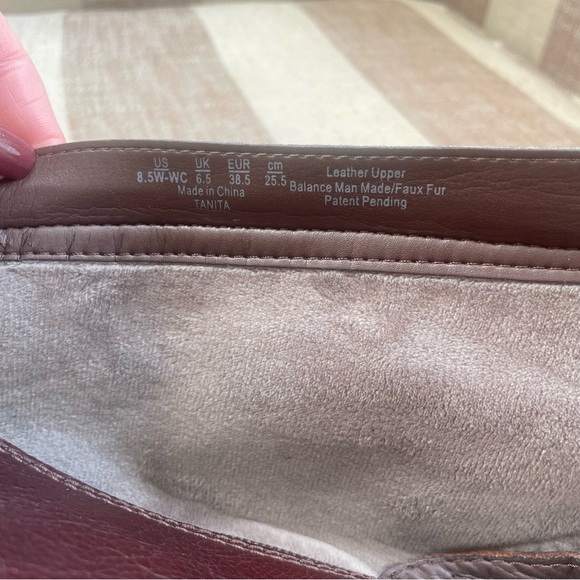 US UK EUR cm
8.5W-WC 6.5 38.5 25.5
Made in China
TANITA
Leather Upper
Balance Man Made/Faux Fur
Patent Pending